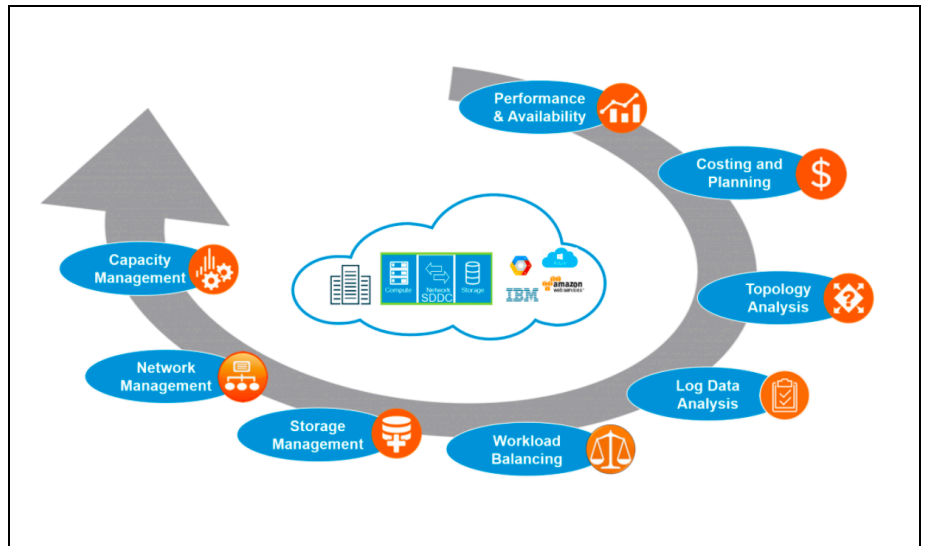 Performance
& Availability
Costing and
Planning
$
Topology
Analysis
?
Log Data
Analysis
Workload
Balancing
Storage
Management
Network
Management
Capacity
Management
Compute
Network
Storage
SDDC
IBM
amazon
web services